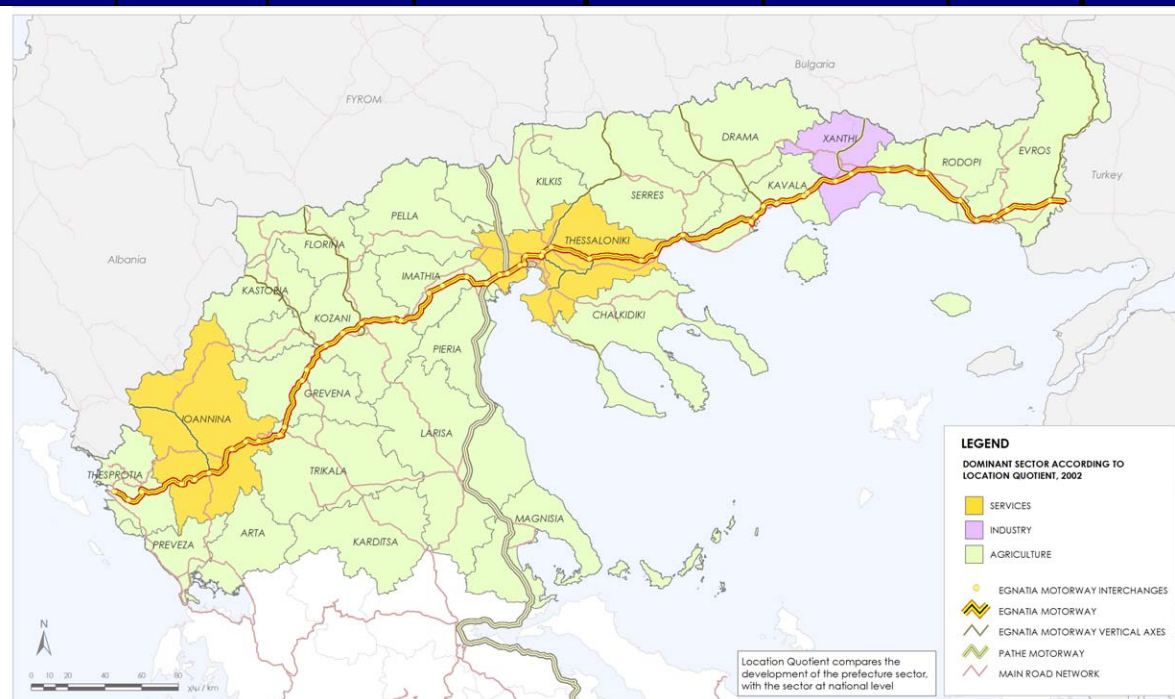 Bulgaria
FYROM
DRAMA
XANTHI
EVROS
RODOPI
Turkey
KILKIS
SERRES
KAVALA
PELLA
Albania
FLORINA
THESSALONIKI
IMATHIA
KASTORIA
KOZANI
CHALKIDIKI
PIERIA
GREVENA
IOANNINA
LARISA
THESPROTIA
TRIKALA
MAGNISIA
ARTA
PREVEZA
KARDITSA
LEGEND
DOMINANT SECTOR ACCORDING TO
LOCATION QUOTIENT, 2002
SERVICES
INDUSTRY
AGRICULTURE
EGNATIA MOTORWAY INTERCHANGES
EGNATIA MOTORWAY
EGNATIA MOTORWAY VERTICAL AXES
PATHE MOTORWAY
MAIN ROAD NETWORK
N
0 10 20 40 60 80
χλμ / km
Location Quotient compares the
development of the prefecture sector,
with the sector at national level